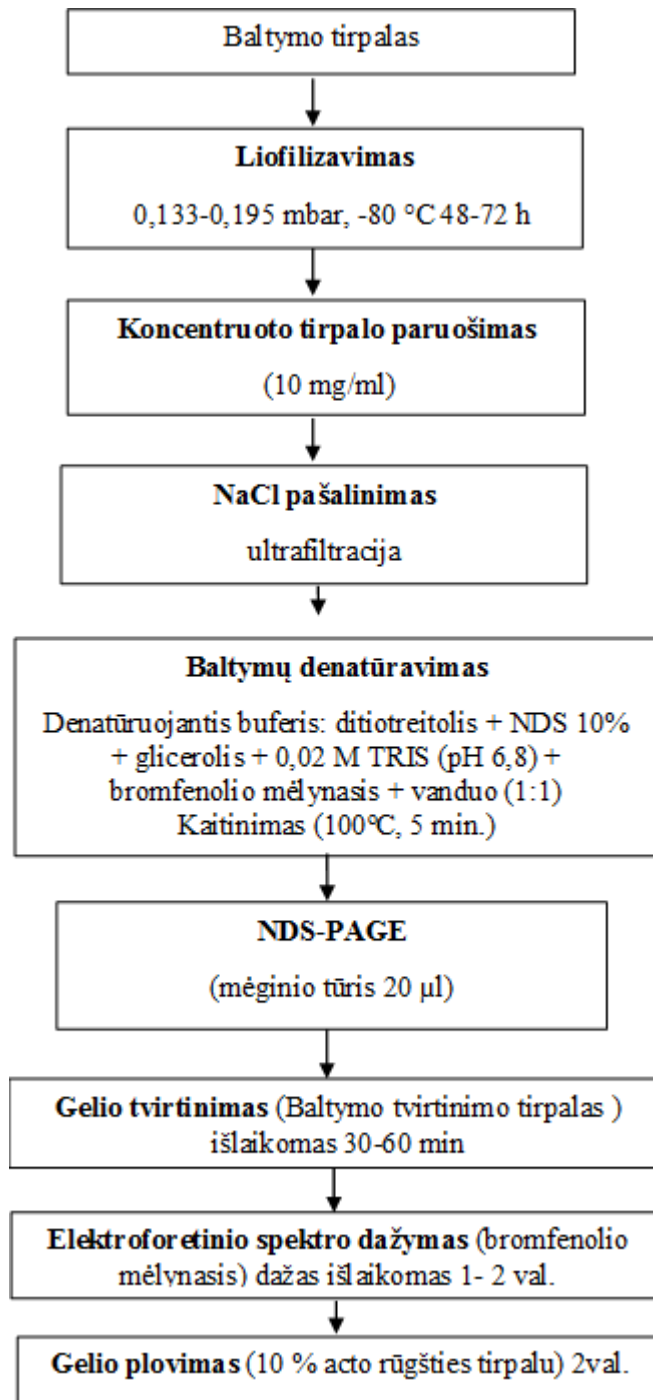 Baltymo tirpalas
Liofilizavimas
0,133-0,195 mbar, -80 °C 48-72 h
Koncentruoto tirpalo paruošimas
(10 mg/ml)
NaCl pašalinimas
ultrafiltracija
Baltymų denatūravimas
Denatūruojantis buferis: ditiotreitolis + NDS 10%
+ glicerolis + 0,02 M TRIS (pH 6,8) +
bromfenolio mėlynasis + vanduo (1:1)
Kaitinimas (100°C, 5 min.)
NDS-PAGE
(mėginio tūris 20 µl)
Gelio tvirtinimas (Baltymo tvirtinimo tirpalas )
išlaikomas 30-60 min
Elektroforetinio spektro dažymas (bromfenolio
mėlynasis) dažas išlaikomas 1- 2 val.
Gelio plovimas (10 % acto rūgšties tirpalu) 2val.